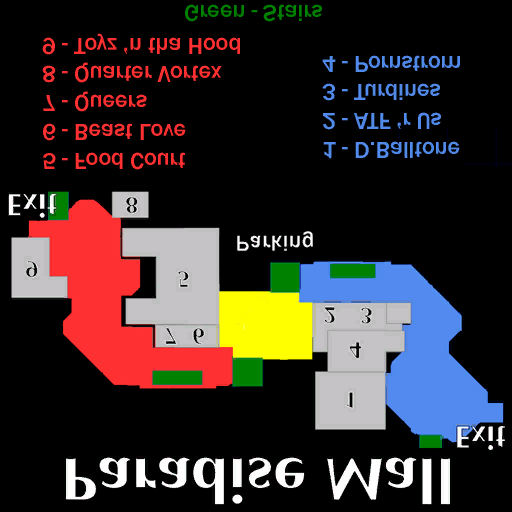 Paradise Mall
Exit
1
4
7 6
2 3
5
9
Parking
8
Exit
5 - Food Court
6 - Beast Love
7 - Queers
8 - Quarter Vortex
9 - Toyz 'n tha Hood
1 - D.Balltone
2 - ATF 'r Us
3 - Turdines
4 - Pornstrom
Green - Stairs